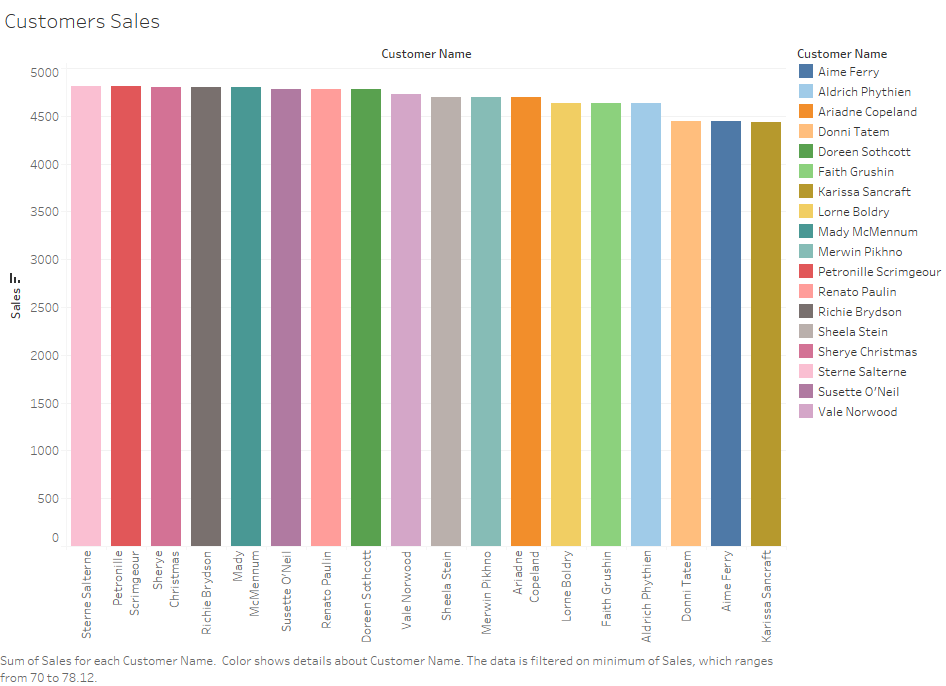 Customers Sales
Customer Name
5000
4500
4000
3500
3000
2500
2000
1500
1000
500
0
Sales
Sterne Salterne
Petronille
Scrimgeour
Sherye
Christmas
Richie Brydson
Mady
McMennum
Susette O'Neil
Renato Paulin
Doreen Sothcott
Vale Norwood
Sheela Stein
Merwin Pikhno
Ariadne
Copeland
Lorne Boldry
Faith Grushin
Aldrich Phythien
Donni Tatem
Aime Ferry
Karissa Sancraft
Customer Name
Aime Ferry
Aldrich Phythien
Ariadne Copeland
Donni Tatem
Doreen Sothcott
Faith Grushin
Karissa Sancraft
Lorne Boldry
Mady McMennum
Merwin Pikhno
Petronille Scrimgeour
Renato Paulin
Richie Brydson
Sheela Stein
Sherye Christmas
Sterne Salterne
Susette O'Neil
Vale Norwood
Sum of Sales for each Customer Name.  Color shows details about Customer Name. The data is filtered on minimum of Sales, which ranges
from 70 to 78.12.